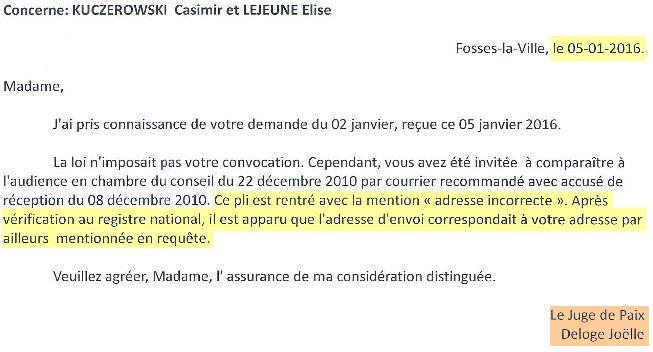 Concerne: KUCZEROWSKI Casimir et LEJEUNE Elise
Fosses-la-Ville, le 05-01-2016.
Madame,
J'ai pris connaissance de votre demande du 02 janvier, reçue ce 05 janvier 2016.
La loi n'imposait pas votre convocation. Cependant, vous avez été invitée à comparaître à
l'audience en chambre du conseil du 22 décembre 2010 par courrier recommandé avec accusé de
réception du 08 décembre 2010. Ce pli est rentré avec la mention « adresse incorrecte ». Après
vérification au registre national, il est apparu que l'adresse d'envoi correspondait à votre adresse par
ailleurs mentionnée en requête.
Veuillez agréer, Madame, l' assurance de ma considération distinguée.
Le Juge de Paix
Deloge Joëlle